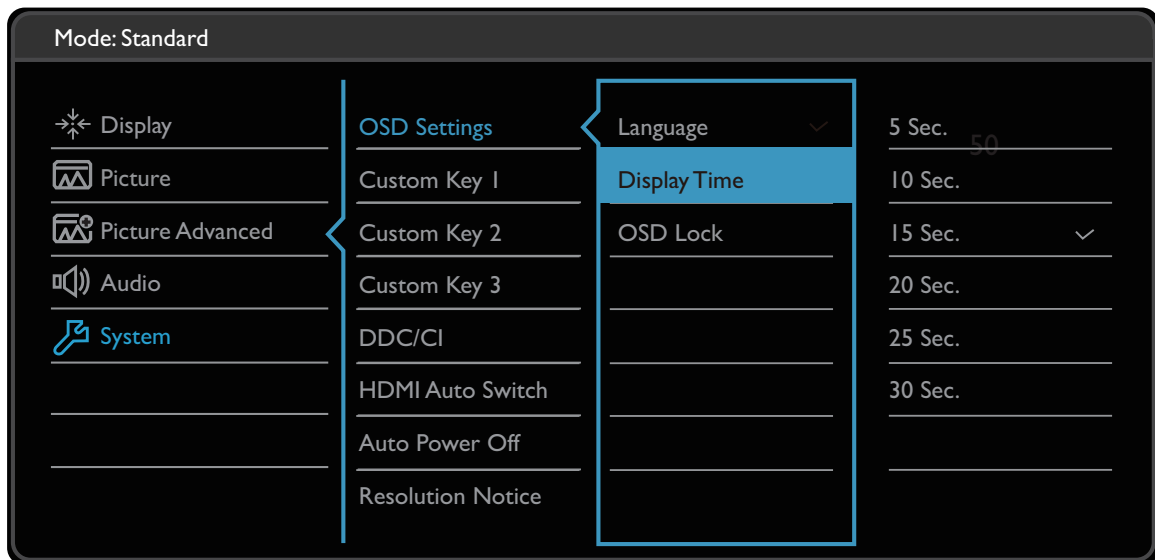 Mode: Standard
Display
Picture
Picture Advanced
Audio
System
OSD Settings
Custom Key 1
Custom Key 2
Custom Key 3
DDC/CI
HDMI Auto Switch
Auto Power Off
Resolution Notice
Language
Display Time
OSD Lock
5 Sec.
50
10 Sec.
15 Sec.
20 Sec.
25 Sec.
30 Sec.